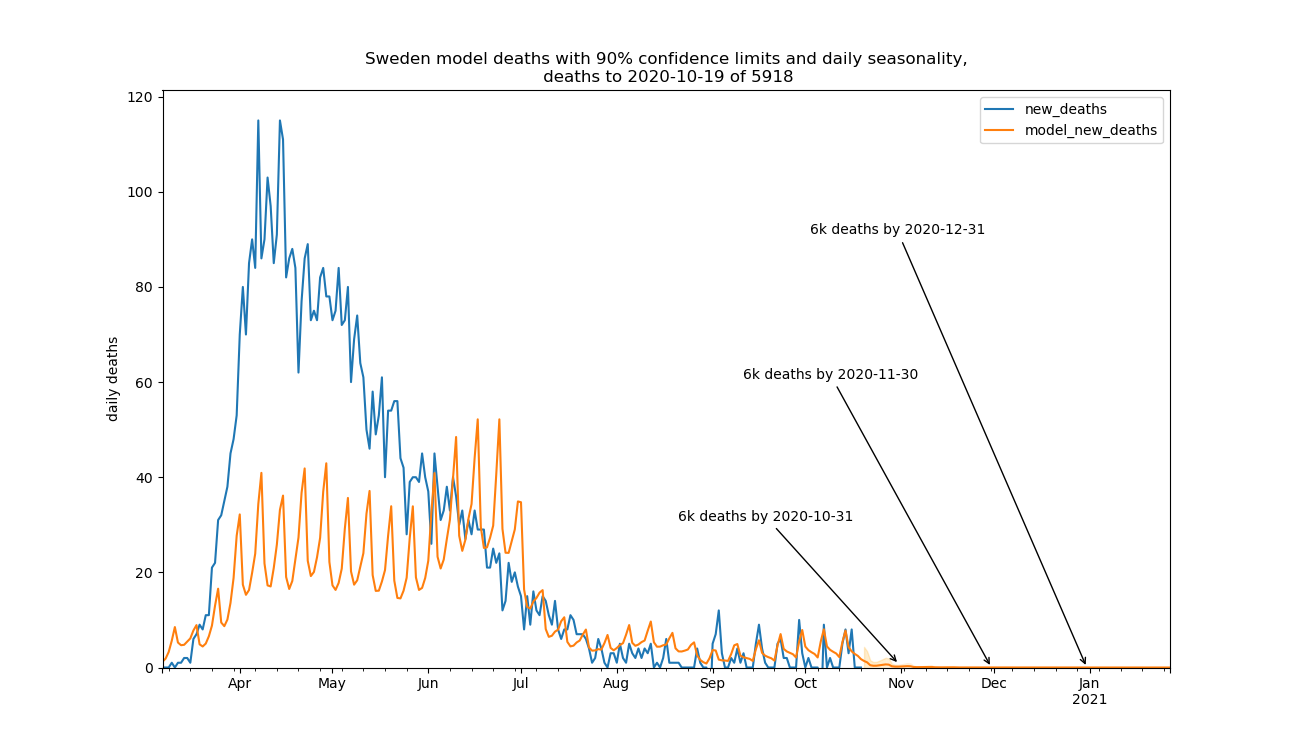 Sweden model deaths with 90% confidence limits and daily seasonality,
deaths to 2020-10-19 of 5918
new_deaths
model_new_deaths
daily deaths
120
100
80
60
40
20
0
6k deaths by 2020-12-31
6k deaths by 2020-11-30
6k deaths by 2020-10-31
Apr May Jun Jul Aug Sep Oct Nov Dec Jan
2021